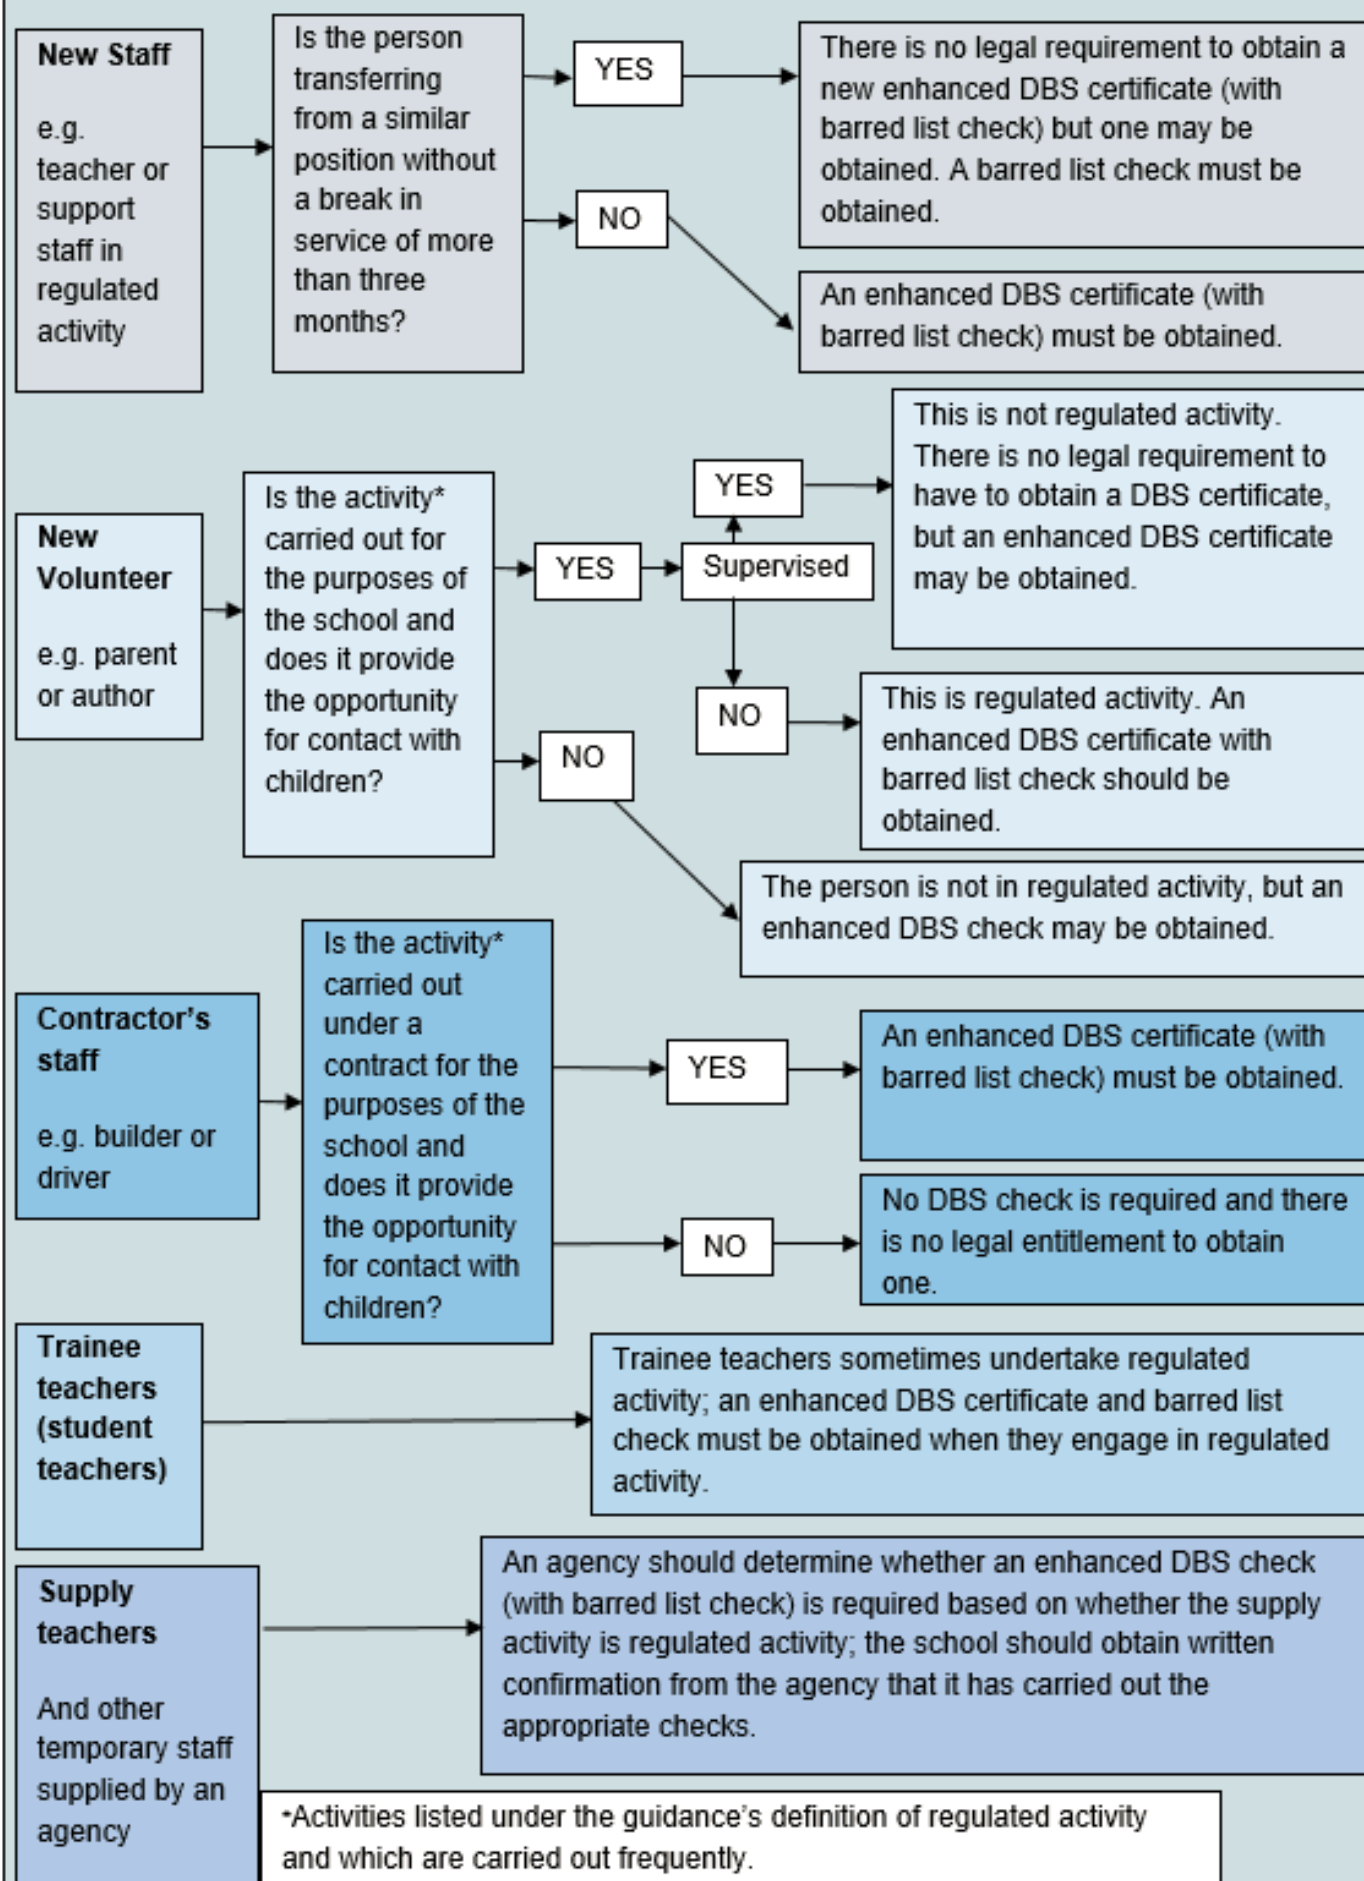 New Staff
e.g.
teacher or
support
staff in
regulated
activity
Is the person
transferring
from a similar
position without
a break in
service of more
than three
months?
YES
There is no legal requirement to obtain a
new enhanced DBS certificate (with
barred list check) but one may be
obtained. A barred list check must be
obtained.
NO
An enhanced DBS certificate (with
barred list check) must be obtained.
New
Volunteer
e.g. parent
or author
Is the activity*
carried out for
the purposes of
the school and
does it provide
the opportunity
for contact with
children?
YES
Supervised
YES
This is not regulated activity.
There is no legal requirement to
have to obtain a DBS certificate,
but an enhanced DBS certificate
may be obtained.
NO
This is regulated activity. An
enhanced DBS certificate with
barred list check should be
obtained.
NO
The person is not in regulated activity, but an
enhanced DBS check may be obtained.
Contractor's
staff
e.g. builder or
driver
Is the activity*
carried out
under a
contract for the
purposes of the
school and
does it provide
the opportunity
for contact with
children?
YES
An enhanced DBS certificate (with
barred list check) must be obtained.
NO
No DBS check is required and there
is no legal entitlement to obtain
one.
Trainee
teachers
(student
teachers)
Trainee teachers sometimes undertake regulated
activity; an enhanced DBS certificate and barred list
check must be obtained when they engage in regulated
activity.
Supply
teachers
And other
temporary staff
supplied by an
agency
An agency should determine whether an enhanced DBS check
(with barred list check) is required based on whether the supply
activity is regulated activity; the school should obtain written
confirmation from the agency that it has carried out the
appropriate checks.
*Activities listed under the guidance's definition of regulated activity
and which are carried out frequently.